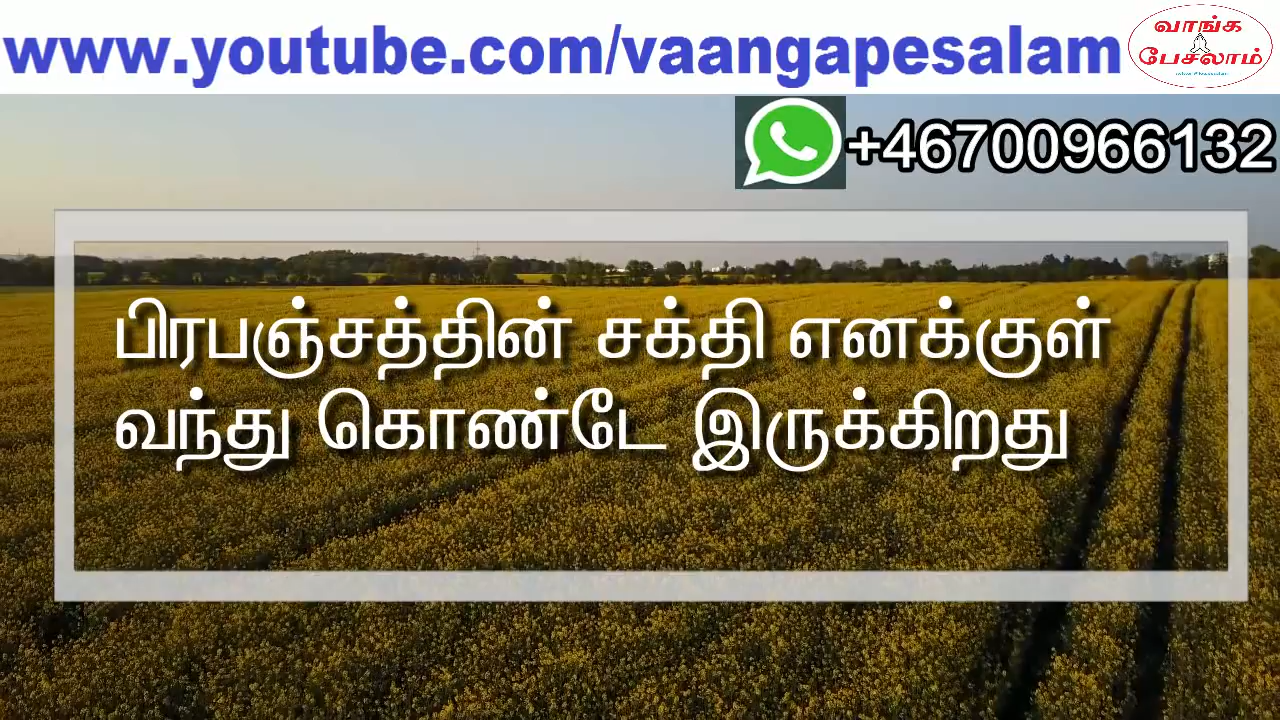 www.youtube.com/vaangapesalam
வாங்க
பேசலாம்
+46700966132
பிரபஞ்சத்தின் சக்தி எனக்குள்
வந்து கொண்டே இருக்கிறது